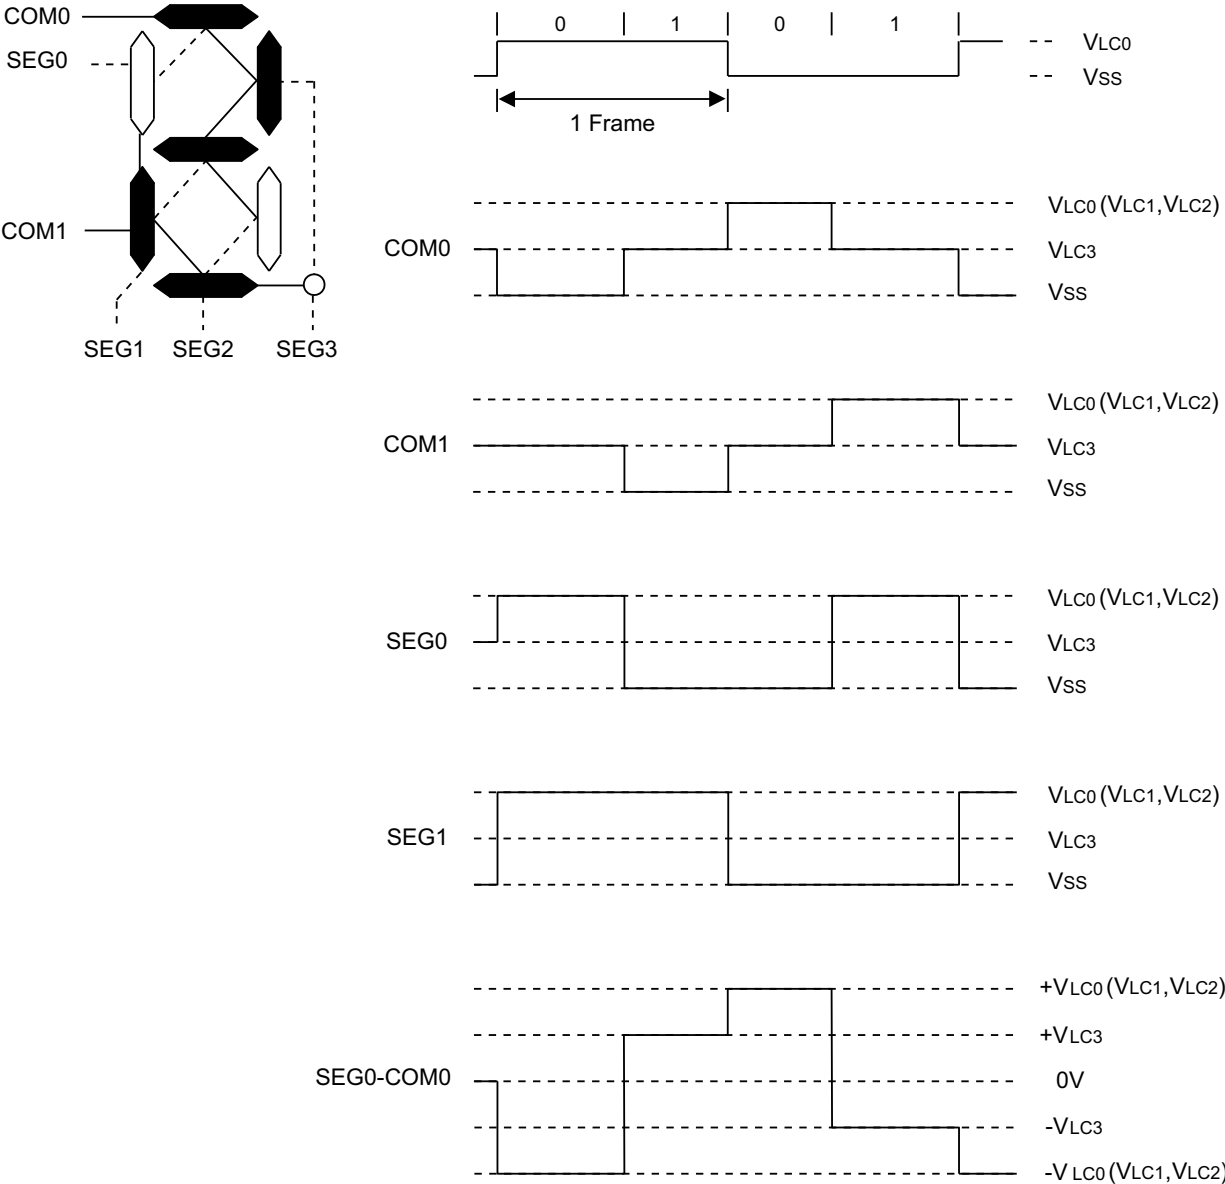 COM0
SEG0
COM1
SEG1 SEG2 SEG3
0 1 0 1
VLC0
VSS
1 Frame
COM0
VLC0(VLC1,VLC2)
VLC3
VSS
COM1
VLC0(VLC1,VLC2)
VLC3
VSS
SEG0
VLC0(VLC1,VLC2)
VLC3
VSS
SEG1
VLC0(VLC1,VLC2)
VLC3
VSS
SEG0-COM0
+VLC0(VLC1,VLC2)
+VLC3
0V
-VLC3
-VLC0(VLC1,VLC2)